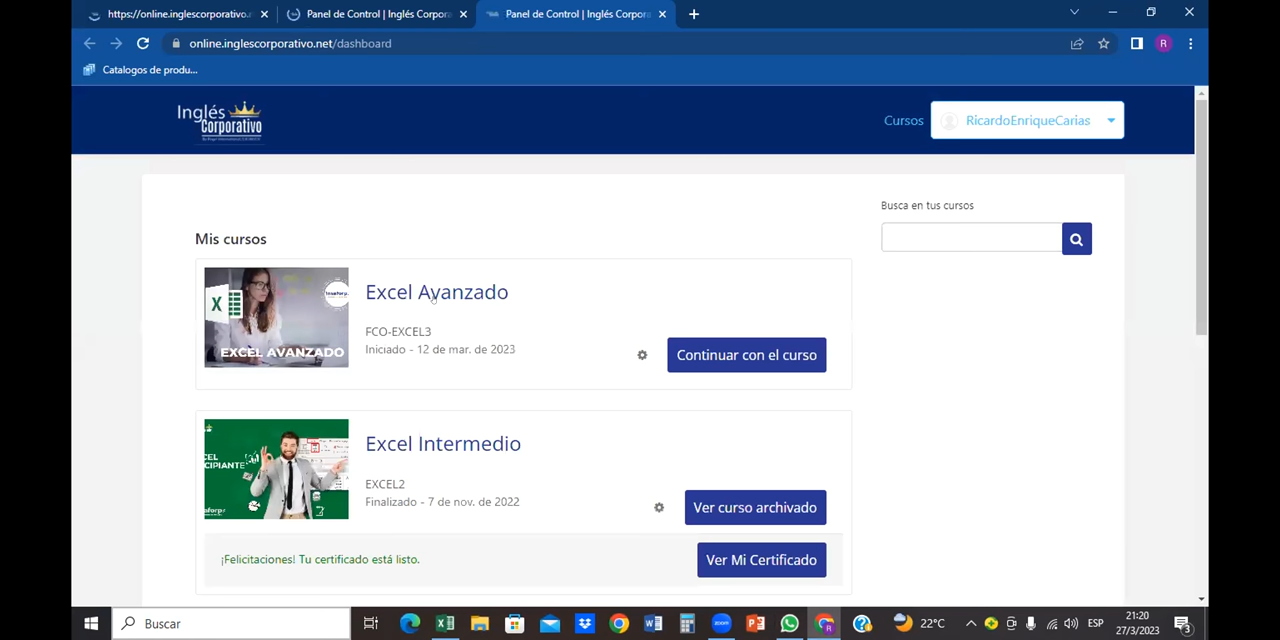 https://online.inglescorporativo.n
Panel de Control | Inglés Corpora
Panel de Control | Inglés Corpora
online.inglescorporativo.net/dashboard
R
Catalogos de produ...
Inglés
Corporativo
Cursos
RicardoEnriqueCarias
Busca en tus cursos
Mis cursos
X
EXCEL AVANZADO
Excel Avanzado
FCO-EXCEL3
Iniciado - 12 de mar. de 2023
Continuar con el curso
CIPIANTE
Excel Intermedio
EXCEL2
Finalizado - 7 de nov. de 2022
Ver curso archivado
¡Felicitaciones! Tu certificado está listo.
Ver Mi Certificado
Buscar
zoom
22°C
ESP
21:20
27/3/2023
3